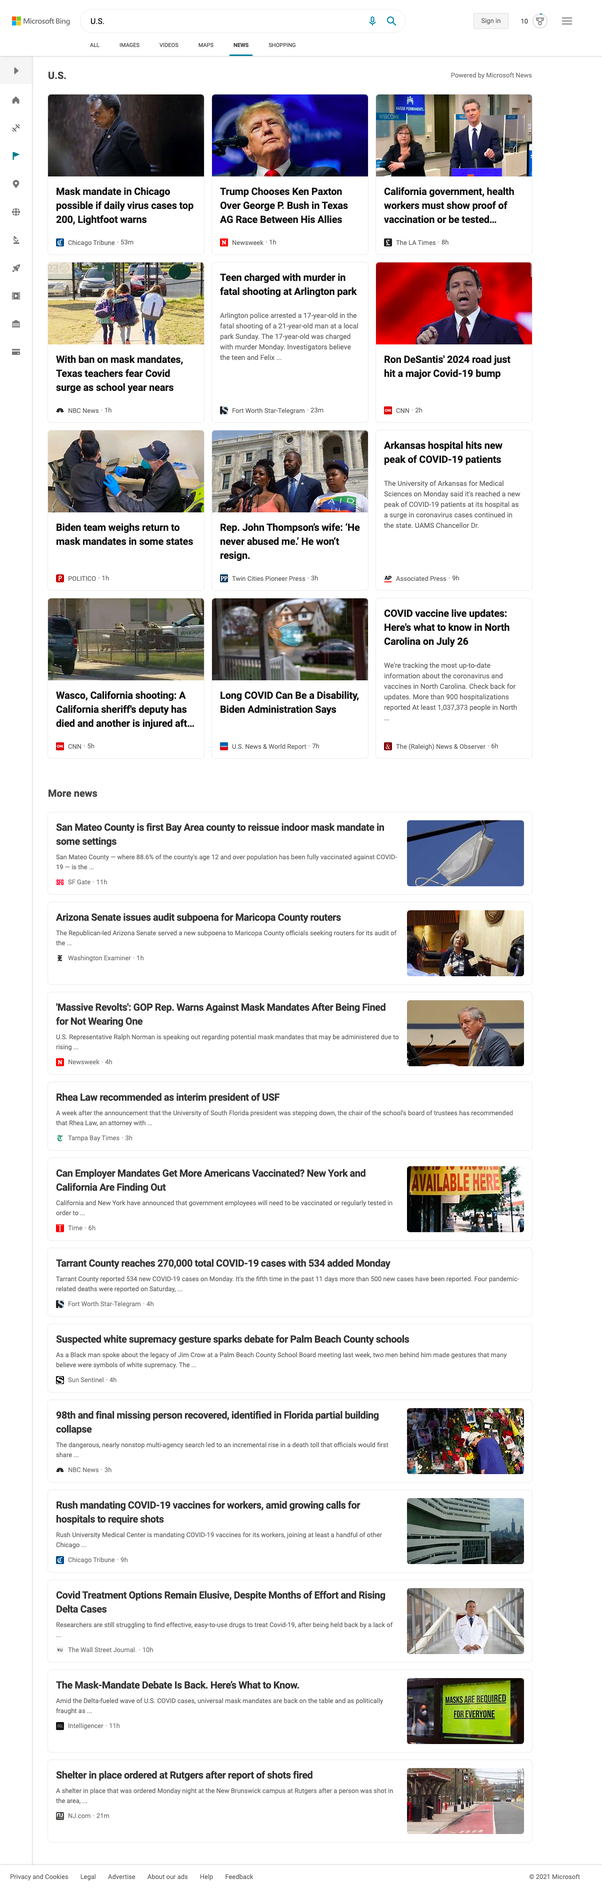 Microsoft Bing
U.S.
Sign in
10
ALL
IMAGES
VIDEOS
MAPS
NEWS
SHOPPING
U.S.
Powered by Microsoft News
Mask mandate in Chicago
possible if daily virus cases top
200, Lightfoot warns
Chicago Tribune · 53m
Trump Chooses Ken Paxton
Over George P. Bush in Texas
AG Race Between His Allies
Newsweek · 1h
California government, health
workers must show proof of
vaccination or be tested...
The LA Times · 8h
With ban on mask mandates,
Texas teachers fear Covid
surge as school year nears
NBC News · 1h
Teen charged with murder in
fatal shooting at Arlington park
Arlington police arrested a 17-year-old in the
fatal shooting of a 21-year-old man at a local
park Sunday. The 17-year-old was charged
with murder Monday. Investigators believe
the teen and Felix ...
Fort Worth Star-Telegram · 23m
Ron DeSantis' 2024 road just
hit a major Covid-19 bump
CNN · 2h
Biden team weighs return to
mask mandates in some states
POLITICO · 1h
Rep. John Thompson's wife: 'He
never abused me.' He won't
resign.
Twin Cities Pioneer Press · 3h
Arkansas hospital hits new
peak of COVID-19 patients
The University of Arkansas for Medical
Sciences on Monday said it's reached a new
peak of COVID-19 patients at its hospital as
a surge in coronavirus cases continued in
the state. UAMS Chancellor Dr.
AP
Associated Press · 9h
Wasco, California shooting: A
California sheriff's deputy has
died and another is injured aft...
CNN · 5h
Long COVID Can Be a Disability,
Biden Administration Says
U.S. News & World Report · 7h
COVID vaccine live updates:
Here's what to know in North
Carolina on July 26
We're tracking the most up-to-date
information about the coronavirus and
vaccines in North Carolina. Check back for
updates. More than 900 hospitalizations
reported At least 1,037,373 people in North
...
The (Raleigh) News & Observer · 6h
More news
San Mateo County is first Bay Area county to reissue indoor mask mandate in
some settings
San Mateo County — where 88.6% of the county's age 12 and over population has been fully vaccinated against COVID-
19 — is the ...
SF Gate · 11h
Arizona Senate issues audit subpoena for Maricopa County routers
The Republican-led Arizona Senate served a new subpoena to Maricopa County officials seeking routers for its audit of
the ...
Washington Examiner · 1h
'Massive Revolts': GOP Rep. Warns Against Mask Mandates After Being Fined
for Not Wearing One
U.S. Representative Ralph Norman is speaking out regarding potential mask mandates that may be administered due to
rising ...
Newsweek · 4h
Rhea Law recommended as interim president of USF
A week after the announcement that the University of South Florida president was stepping down, the chair of the school's board of trustees has recommended
that Rhea Law, an attorney with ...
Tampa Bay Times · 3h
Can Employer Mandates Get More Americans Vaccinated? New York and
California Are Finding Out
California and New York have announced that government employees will need to be vaccinated or regularly tested in
order to ...
Time · 6h
AVAILABLE HERE
Tarrant County reaches 270,000 total COVID-19 cases with 534 added Monday
Tarrant County reported 534 new COVID-19 cases on Monday. It's the fifth time in the past 11 days more than 500 new cases have been reported. Four pandemic-
related deaths were reported on Saturday, ...
Fort Worth Star-Telegram · 4h
Suspected white supremacy gesture sparks debate for Palm Beach County schools
As a Black man spoke about the legacy of Jim Crow at a Palm Beach County School Board meeting last week, two men behind him made gestures that many
believe were symbols of white supremacy. The ...
Sun Sentinel · 4h
98th and final missing person recovered, identified in Florida partial building
collapse
The dangerous, nearly nonstop multi-agency search led to an incremental rise in a death toll that officials would first
share ...
NBC News · 3h
Rush mandating COVID-19 vaccines for workers, amid growing calls for
hospitals to require shots
Rush University Medical Center is mandating COVID-19 vaccines for its workers, joining at least a handful of other
Chicago ...
Chicago Tribune · 9h
Covid Treatment Options Remain Elusive, Despite Months of Effort and Rising
Delta Cases
Researchers are still struggling to find effective, easy-to-use drugs to treat Covid-19, after being held back by a lack of
...
The Wall Street Journal. · 10h
The Mask-Mandate Debate Is Back. Here's What to Know.
Amid the Delta-fueled wave of U.S. COVID cases, universal mask mandates are back on the table and as politically
fraught as ...
Intelligencer · 11h
MASKS ARE REQUIRED
FOR EVERYONE
Shelter in place ordered at Rutgers after report of shots fired
A shelter in place that was ordered Monday night at the New Brunswick campus at Rutgers after a person was shot in
the area, ...
NJ.com · 21m
Privacy and Cookies
Legal
Advertise
About our ads
Help
Feedback
© 2021 Microsoft